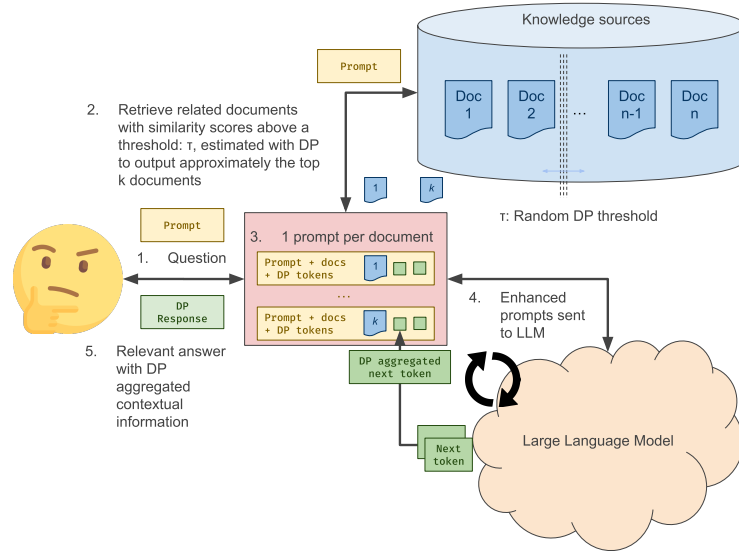 Knowledge sources
Prompt
Doc
1
Doc
2
...
Doc
n-1
Doc
n
2. Retrieve related documents
with similarity scores above a
threshold: τ, estimated with DP
to output approximately the top
k documents
1
k
τ: Random DP threshold
Prompt
1. Question
DP
Response
5. Relevant answer
with DP
aggregated
contextual
information
3. 1 prompt per document
Prompt + docs
+ DP tokens
1
...
Prompt + docs
+ DP tokens
k
4. Enhanced
prompts sent
to LLM
DP aggregated
next token
Next
token
Large Language Model